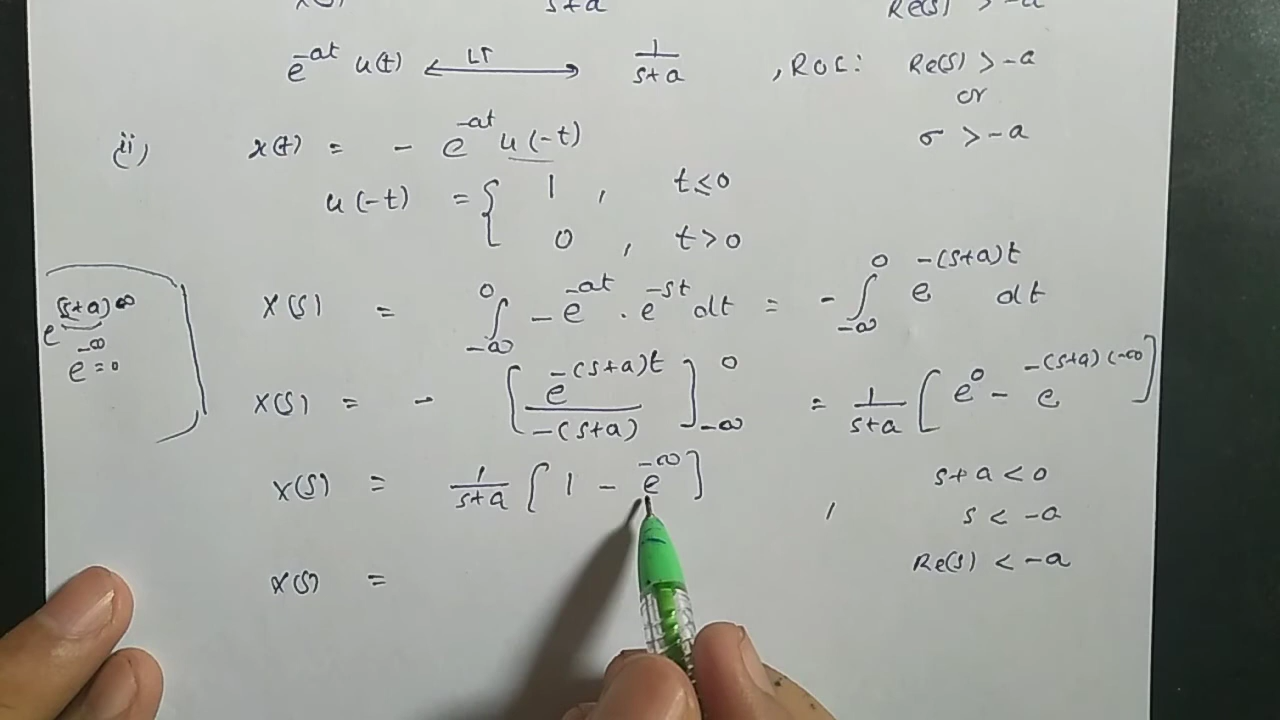 s+a
e^{-at} u(t) <--LT--> 1/(s+a) , ROC: Re(s) > -a
or
σ > -a
ii) x(t) = - e^{-at} u(-t)
u(-t) = { 1 , t≤0
0 , t>0
X(s) = ∫_{-∞}^{0} -e^{-at} . e^{-st} dt = - ∫_{-∞}^{0} e^{-(s+a)t} dt
e^{(s+a)∞}
e^{-∞} = 0
X(s) = - [ e^{-(s+a)t} / -(s+a) ]_{-∞}^{0} = 1/(s+a) [ e^{0} - e^{-(s+a)(-∞)} ]
X(s) = 1/(s+a) [ 1 - e^{-∞} ] , s+a<0
s < -a
Re(s) < -a
X(s) =